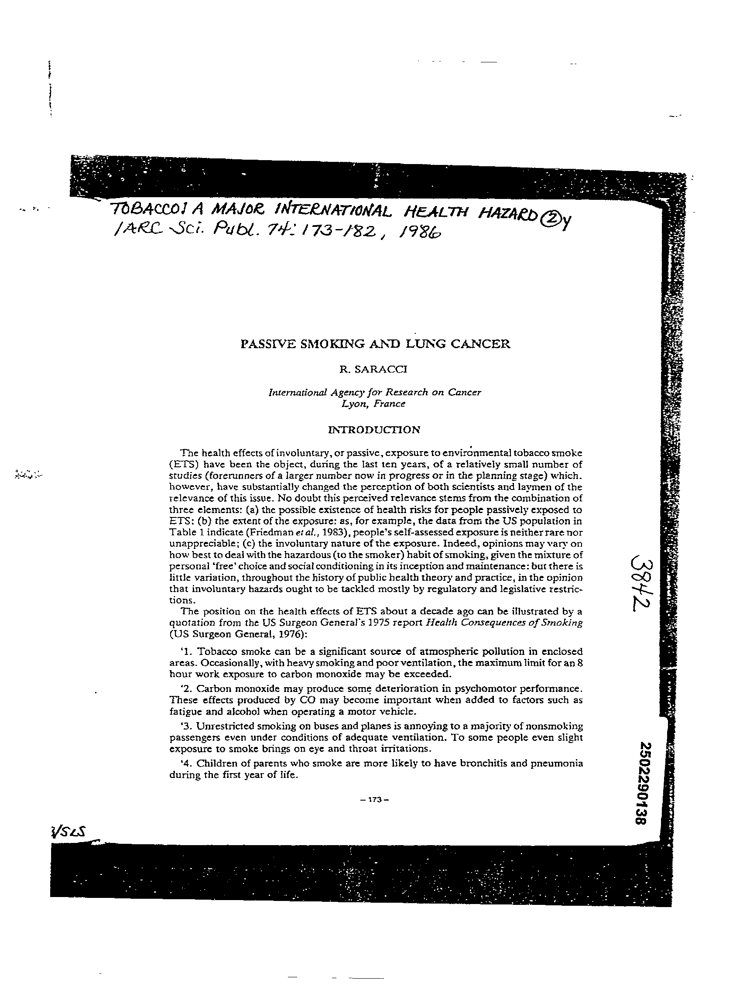 TOBACCO: A MAJOR INTERNATIONAL HEALTH HAZARD 2 y
IARC Sci. Publ. 74: 173-182, 1986
PASSIVE SMOKING AND LUNG CANCER
R. SARACCI
International Agency for Research on Cancer
Lyon, France
INTRODUCTION
The health effects of involuntary, or passive, exposure to environmental tobacco smoke
(ETS) have been the object, during the last ten years, of a relatively small number of
studies (forerunners of a larger number now in progress or in the planning stage) which,
however, have substantially changed the perception of both scientists and laymen of the
relevance of this issue. No doubt this perceived relevance stems from the combination of
three elements: (a) the possible existence of health risks for people passively exposed to
ETS; (b) the extent of the exposure: as, for example, the data from the US population in
Table 1 indicate (Friedman et al., 1983), people's self-assessed exposure is neither rare nor
unappreciable; (c) the involuntary nature of the exposure. Indeed, opinions may vary on
how best to deal with the hazardous (to the smoker) habit of smoking, given the mixture of
personal 'free' choice and social conditioning in its inception and maintenance: but there is
little variation, throughout the history of public health theory and practice, in the opinion
that involuntary hazards ought to be tackled mostly by regulatory and legislative restric-
tions.
The position on the health effects of ETS about a decade ago can be illustrated by a
quotation from the US Surgeon General's 1975 report Health Consequences of Smoking
(US Surgeon General, 1976):
'1. Tobacco smoke can be a significant source of atmospheric pollution in enclosed
areas. Occasionally, with heavy smoking and poor ventilation, the maximum limit for an 8
hour work exposure to carbon monoxide may be exceeded.
'2. Carbon monoxide may produce some deterioration in psychomotor performance.
These effects produced by CO may become important when added to factors such as
fatigue and alcohol when operating a motor vehicle.
'3. Unrestricted smoking on buses and planes is annoying to a majority of nonsmoking
passengers even under conditions of adequate ventilation. To some people even slight
exposure to smoke brings on eye and throat irritations.
'4. Children of parents who smoke are more likely to have bronchitis and pneumonia
during the first year of life.
– 173 –
3842
2502290138